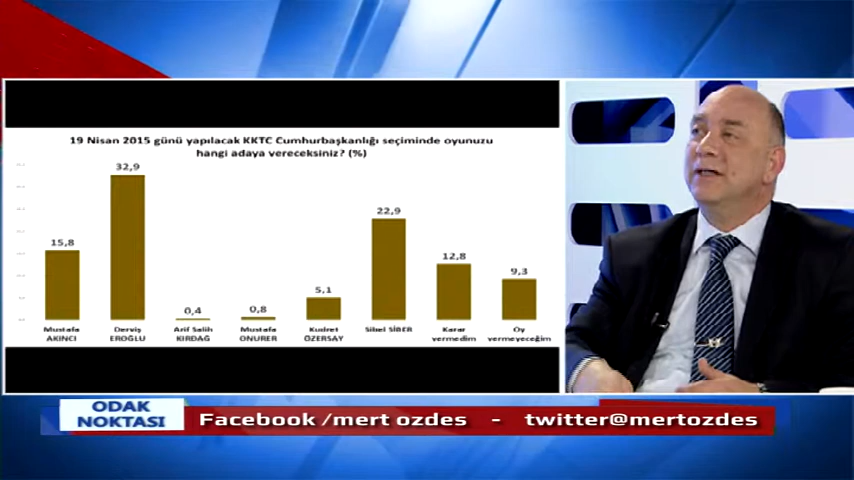 19 Nisan 2015 günü yapılacak KKTC Cumhurbaşkanlığı seçiminde oyunuzu
hangi adaya vereceksiniz? (%)
15,8
32,9
0,4
0,8
5,1
22,9
12,8
9,3
Mustafa AKINCI
Derviş EROĞLU
Arif Salih KIRDAĞ
Mustafa ONURER
Kudret ÖZERSAY
Sibel SİBER
Karar vermedim
Oy vermeyeceğim
ODAK
NOKTASI
Facebook /mert ozdes - twitter@mertozdes